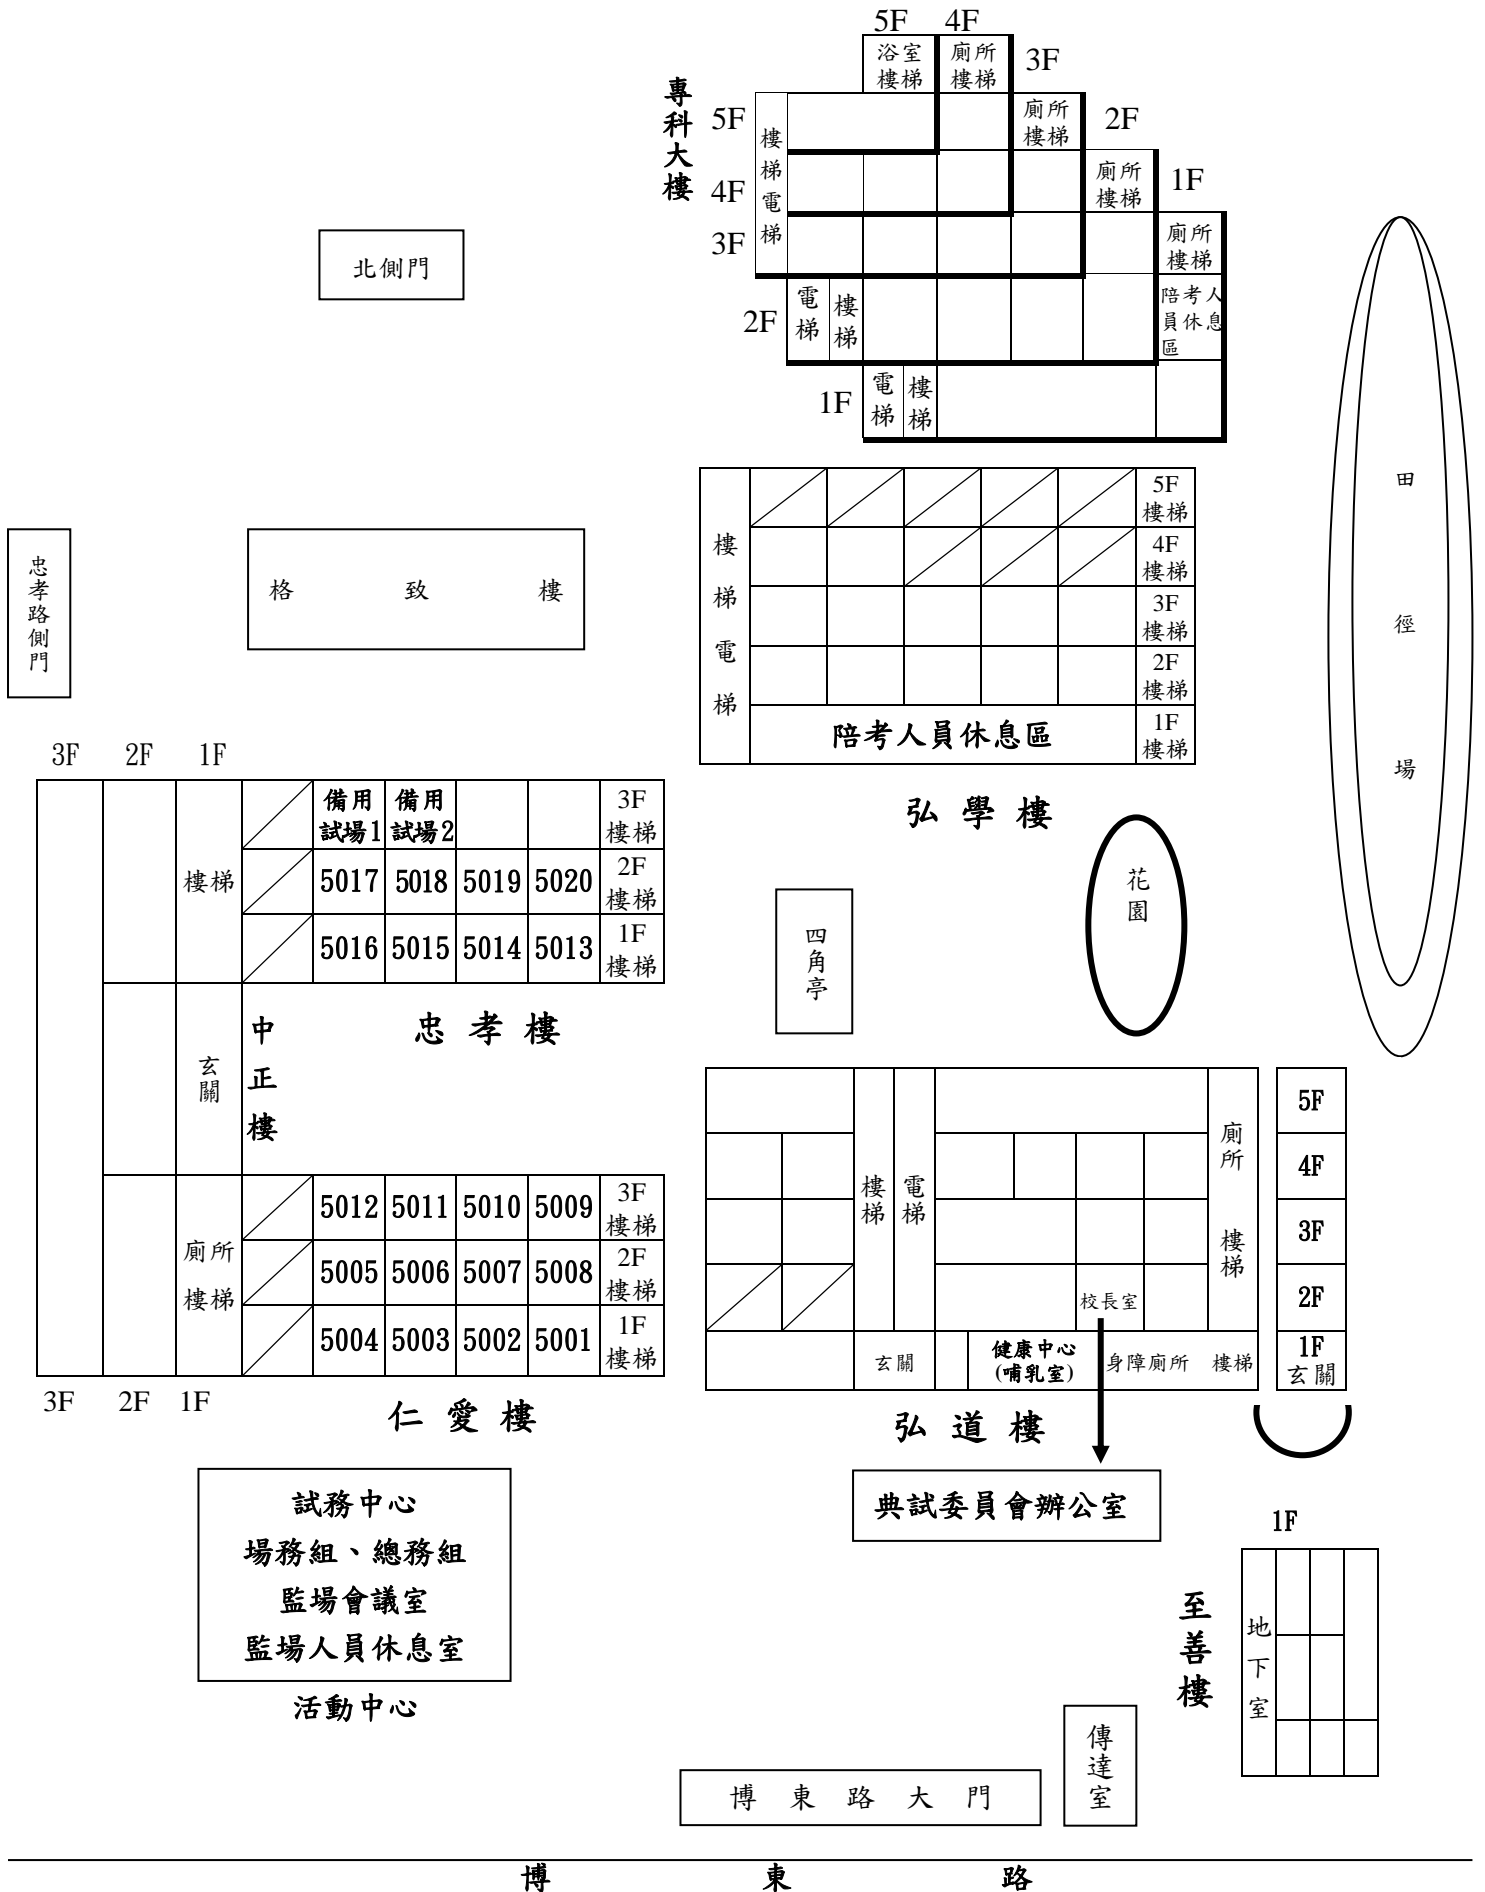 5F 4F
浴室
樓梯
廁所
樓梯
3F
專科大樓
5F
樓梯電梯
廁所
樓梯
2F
4F
廁所
樓梯
1F
3F
廁所
樓梯
北側門
2F
電梯
樓梯
陪考人
員休息
區
1F
電梯
樓梯
田徑場
樓梯電梯
5F
樓梯
4F
樓梯
3F
樓梯
2F
樓梯
陪考人員休息區
1F
樓梯
弘學樓
忠孝路側門
格致樓
3F 2F 1F
樓梯
備用
試場1
備用
試場2
3F
樓梯
5017 5018 5019 5020
2F
樓梯
5016 5015 5014 5013
1F
樓梯
忠孝樓
中正樓
玄關
四角亭
花園
廁所
樓梯
5012 5011 5010 5009
3F
樓梯
5005 5006 5007 5008
2F
樓梯
5004 5003 5002 5001
1F
樓梯
3F 2F 1F
仁愛樓
樓梯
電梯
廁所
樓梯
5F
4F
3F
2F
1F
玄關
校長室
玄關
健康中心
(哺乳室)
身障廁所 樓梯
弘道樓
典試委員會辦公室
試務中心
場務組、總務組
監場會議室
監場人員休息室
活動中心
1F
至善樓
地下室
傳達室
博東路大門
博東路